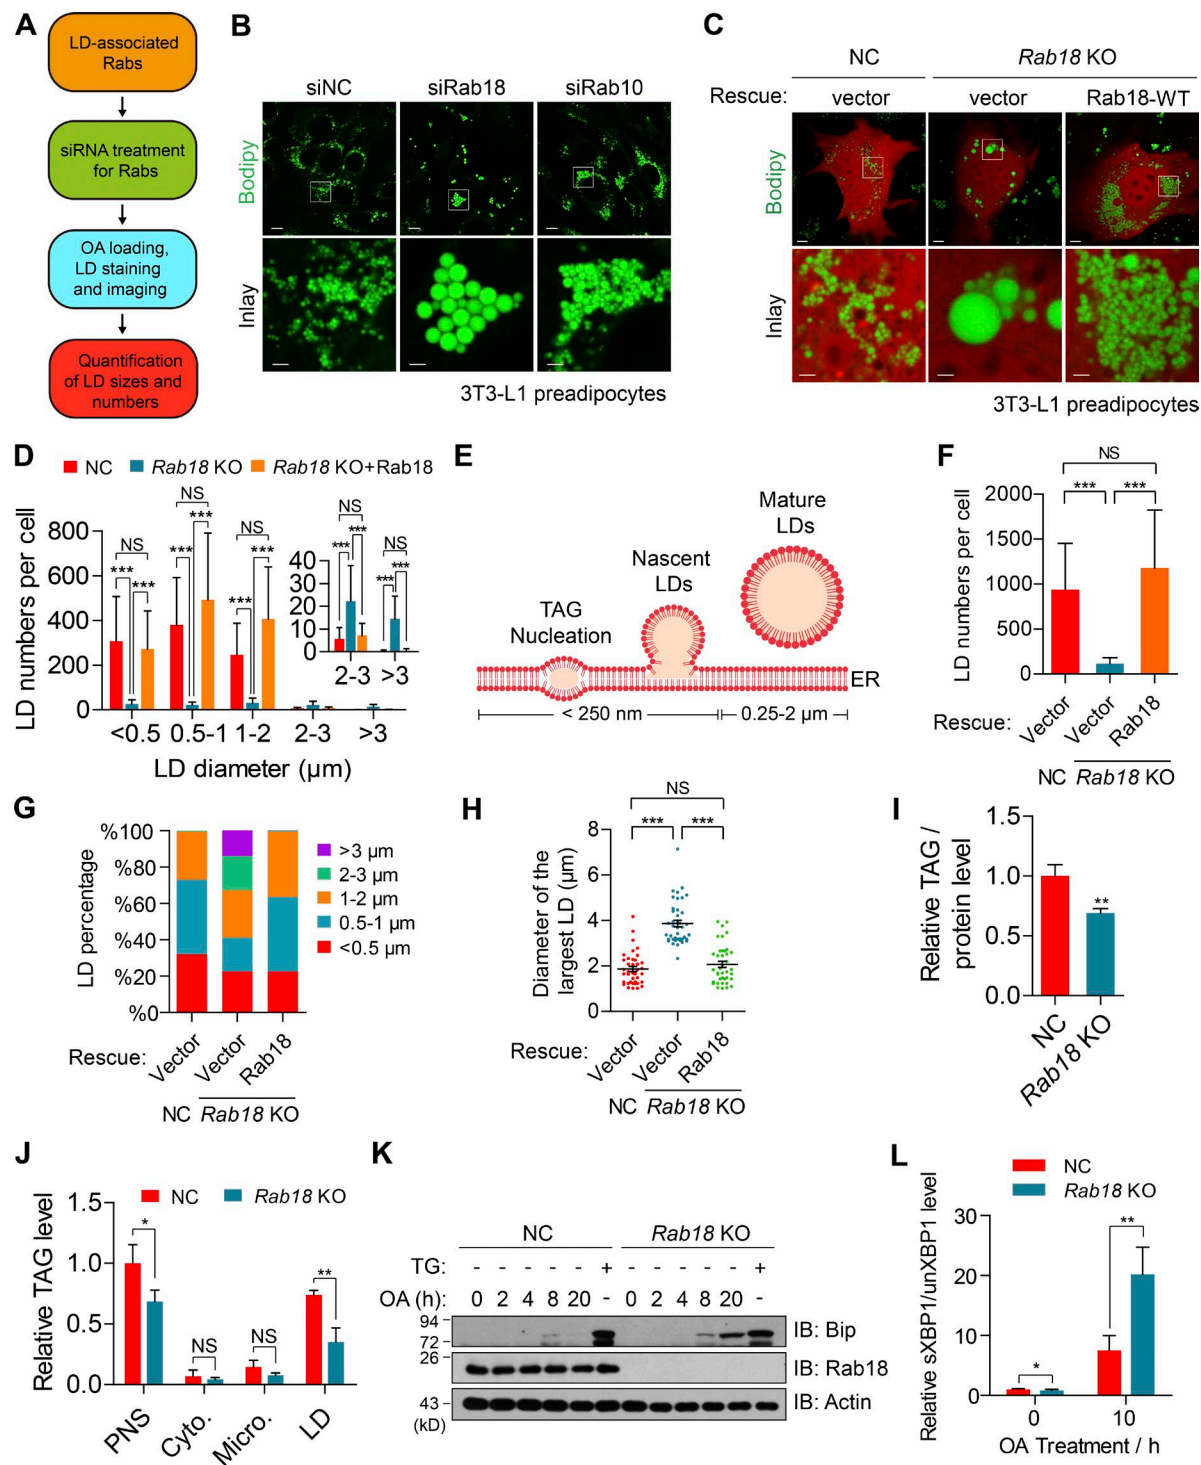 A
LD-associated
Rabs
siRNA treatment
for Rabs
OA loading,
LD staining
and imaging
Quantification
of LD sizes and
numbers
B
siNC
siRab18
siRab10
Bodipy
Inlay
3T3-L1 preadipocytes
C
NC
Rab18 KO
Rescue:
vector
vector
Rab18-WT
Bodipy
Inlay
3T3-L1 preadipocytes
D
NC
Rab18 KO
Rab18 KO+Rab18
LD numbers per cell
800
600
400
200
0
NS
***
***
NS
***
***
NS
***
***
40
30
20
10
0
NS
***
***
NS
***
***
2-3
>3
<0.5
0.5-1
1-2
2-3
>3
LD diameter (µm)
E
TAG
Nucleation
Nascent
LDs
Mature
LDs
ER
< 250 nm
0.25-2 µm
F
LD numbers per cell
2000
1500
1000
500
0
NS
***
***
Rescue:
Vector
Vector
Rab18
NC
Rab18 KO
G
LD percentage
%100
%80
%60
%40
%20
%0
>3 µm
2-3 µm
1-2 µm
0.5-1 µm
<0.5 µm
Rescue:
Vector
Vector
Rab18
NC
Rab18 KO
H
Diameter of the
largest LD (µm)
8
6
4
2
0
NS
***
***
Rescue:
Vector
Vector
Rab18
NC
Rab18 KO
I
Relative TAG /
protein level
1.5
1.0
0.5
0.0
**
NC
Rab18 KO
J
NC
Rab18 KO
Relative TAG level
1.5
1.0
0.5
0.0
*
NS
NS
**
PNS
Cyto.
Micro.
LD
K
NC
Rab18 KO
TG: - - - - - + - - - - - +
OA (h): 0 2 4 8 20 - 0 2 4 8 20 -
94
72
IB: Bip
26
IB: Rab18
43
IB: Actin
(kD)
L
NC
Rab18 KO
Relative sXBP1/unXBP1 level
30
20
10
0
*
**
0
10
OA Treatment / h